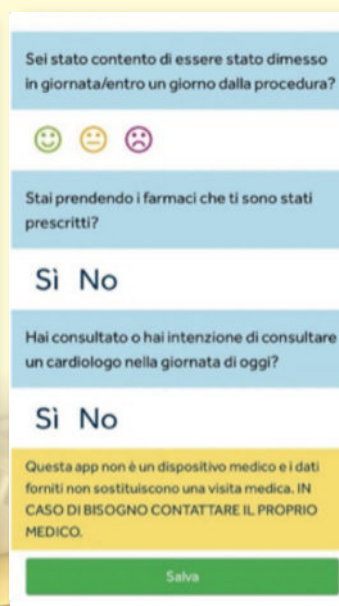 Sei stato contento di essere stato dimesso
in giornata/entro un giorno dalla procedura?
Stai prendendo i farmaci che ti sono stati
prescritti?
Sì No
Hai consultato o hai intenzione di consultare
un cardiologo nella giornata di oggi?
Sì No
Questa app non è un dispositivo medico e i dati
forniti non sostituiscono una visita medica. IN
CASO DI BISOGNO CONTATTARE IL PROPRIO
MEDICO.
Salva